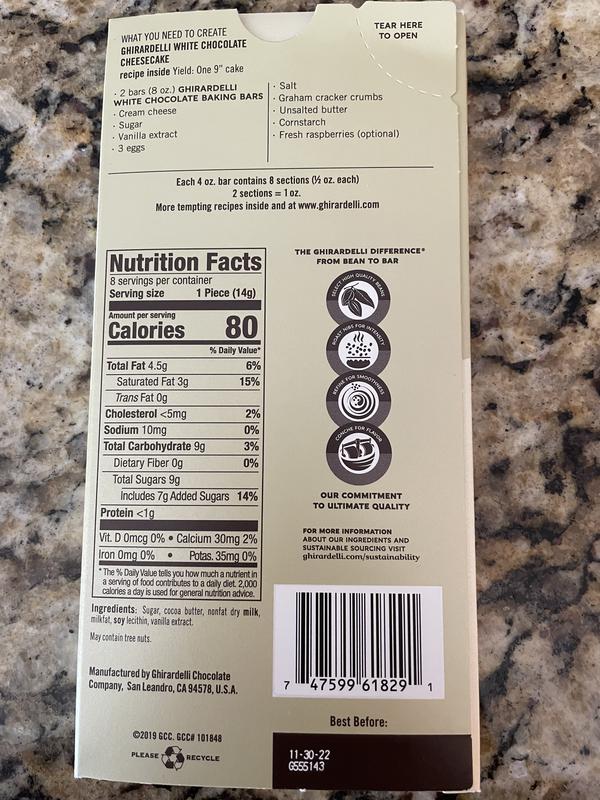 WHAT YOU NEED TO CREATE
GHIRARDELLI WHITE CHOCOLATE
CHEESECAKE
recipe inside Yield: One 9" cake
TEAR HERE
TO OPEN
· 2 bars (8 oz.) GHIRARDELLI
WHITE CHOCOLATE BAKING BARS
· Cream cheese
· Sugar
· Vanilla extract
· 3 eggs
· Salt
· Graham cracker crumbs
· Unsalted butter
· Cornstarch
· Fresh raspberries (optional)
Each 4 oz. bar contains 8 sections (½ oz. each)
2 sections = 1 oz.
More tempting recipes inside and at www.ghirardelli.com
Nutrition Facts
8 servings per container
Serving size 1 Piece (14g)
Amount per serving
Calories 80
% Daily Value*
Total Fat 4.5g 6%
Saturated Fat 3g 15%
Trans Fat 0g
Cholesterol <5mg 2%
Sodium 10mg 0%
Total Carbohydrate 9g 3%
Dietary Fiber 0g 0%
Total Sugars 9g
Includes 7g Added Sugars 14%
Protein <1g
Vit. D 0mcg 0% • Calcium 30mg 2%
Iron 0mg 0% • Potas. 35mg 0%
* The % Daily Value tells you how much a nutrient in
a serving of food contributes to a daily diet. 2,000
calories a day is used for general nutrition advice.
Ingredients: Sugar, cocoa butter, nonfat dry milk,
milkfat, soy lecithin, vanilla extract.
May contain tree nuts.
Manufactured by Ghirardelli Chocolate
Company, San Leandro, CA 94578, U.S.A.
©2019 GCC. GCC# 101848
PLEASE RECYCLE
THE GHIRARDELLI DIFFERENCE®
FROM BEAN TO BAR
SELECT HIGH QUALITY BEANS
ROAST NIBS FOR INTENSITY
REFINE FOR SMOOTHNESS
CONCHE FOR FLAVOR
OUR COMMITMENT
TO ULTIMATE QUALITY
FOR MORE INFORMATION
ABOUT OUR INGREDIENTS AND
SUSTAINABLE SOURCING VISIT
ghirardelli.com/sustainability
7 47599 61829 1
Best Before:
11-30-22
G555143